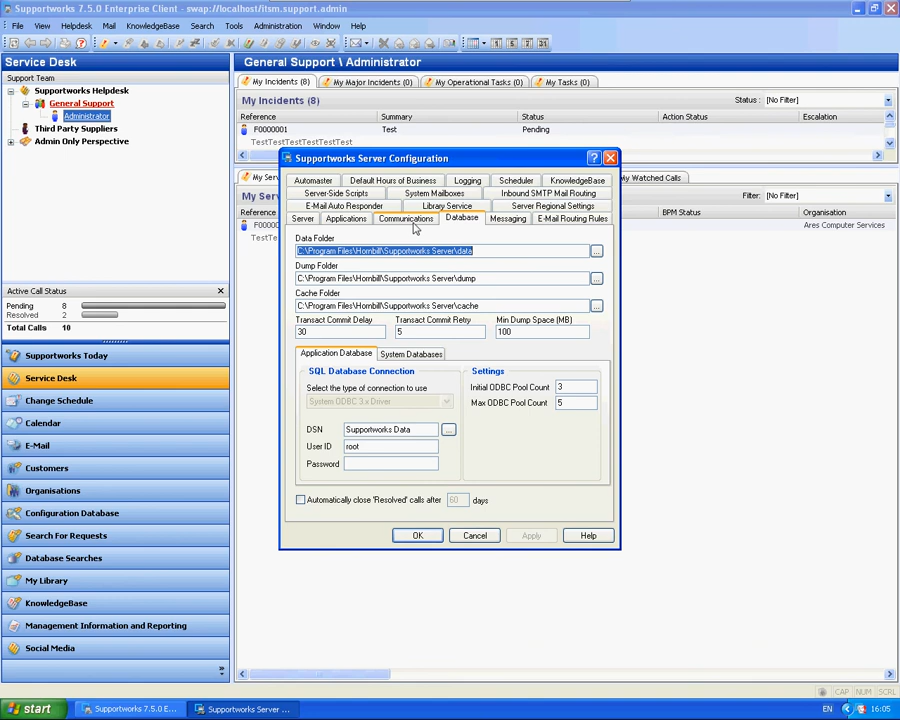 Supportworks 7.5.0 Enterprise Client - swap://localhost/itsm.support.admin
File View Helpdesk Mail KnowledgeBase Search Tools Administration Window Help
Service Desk
Support Team
Supportworks Helpdesk
General Support
Administrator
Third Party Suppliers
Admin Only Perspective
Active Call Status
Pending 8
Resolved 2
Total Calls 10
Supportworks Today
Service Desk
Change Schedule
Calendar
E-Mail
Customers
Organisations
Configuration Database
Search For Requests
Database Searches
My Library
KnowledgeBase
Management Information and Reporting
Social Media
General Support \ Administrator
My Incidents (8) My Major Incidents (0) My Operational Tasks (0) My Tasks (0)
My Incidents (8)
Status : [No Filter]
Reference Summary Status Action Status Escalation
F0000001 Test Pending
TestTestTestTestTestTest
My Ser
My Watched Calls
My Se
Filter: [No Filter]
Reference BPM Status Organisation
F0000 Ares Computer Services
TestTe
Supportworks Server Configuration
Automaster Default Hours of Business Logging Scheduler KnowledgeBase
Server-Side Scripts System Mailboxes Inbound SMTP Mail Routing
E-Mail Auto Responder Library Service Server Regional Settings
Server Applications Communications Database Messaging E-Mail Routing Rules
Data Folder
C:\Program Files\Hornbill\Supportworks Server\data
...
Dump Folder
C:\Program Files\Hornbill\Supportworks Server\dump
...
Cache Folder
C:\Program Files\Hornbill\Supportworks Server\cache
...
Transact Commit Delay Transact Commit Retry Min Dump Space (MB)
30 5 100
Application Database System Databases
SQL Database Connection
Select the type of connection to use
System ODBC 3.x Driver
DSN Supportworks Data ...
User ID root
Password
Settings
Initial ODBC Pool Count 3
Max ODBC Pool Count 5
Automatically close 'Resolved' calls after 60 days
OK Cancel Apply Help
CAP NUM SCRL
start Supportworks 7.5.0 E... Supportworks Server ... EN 16:05